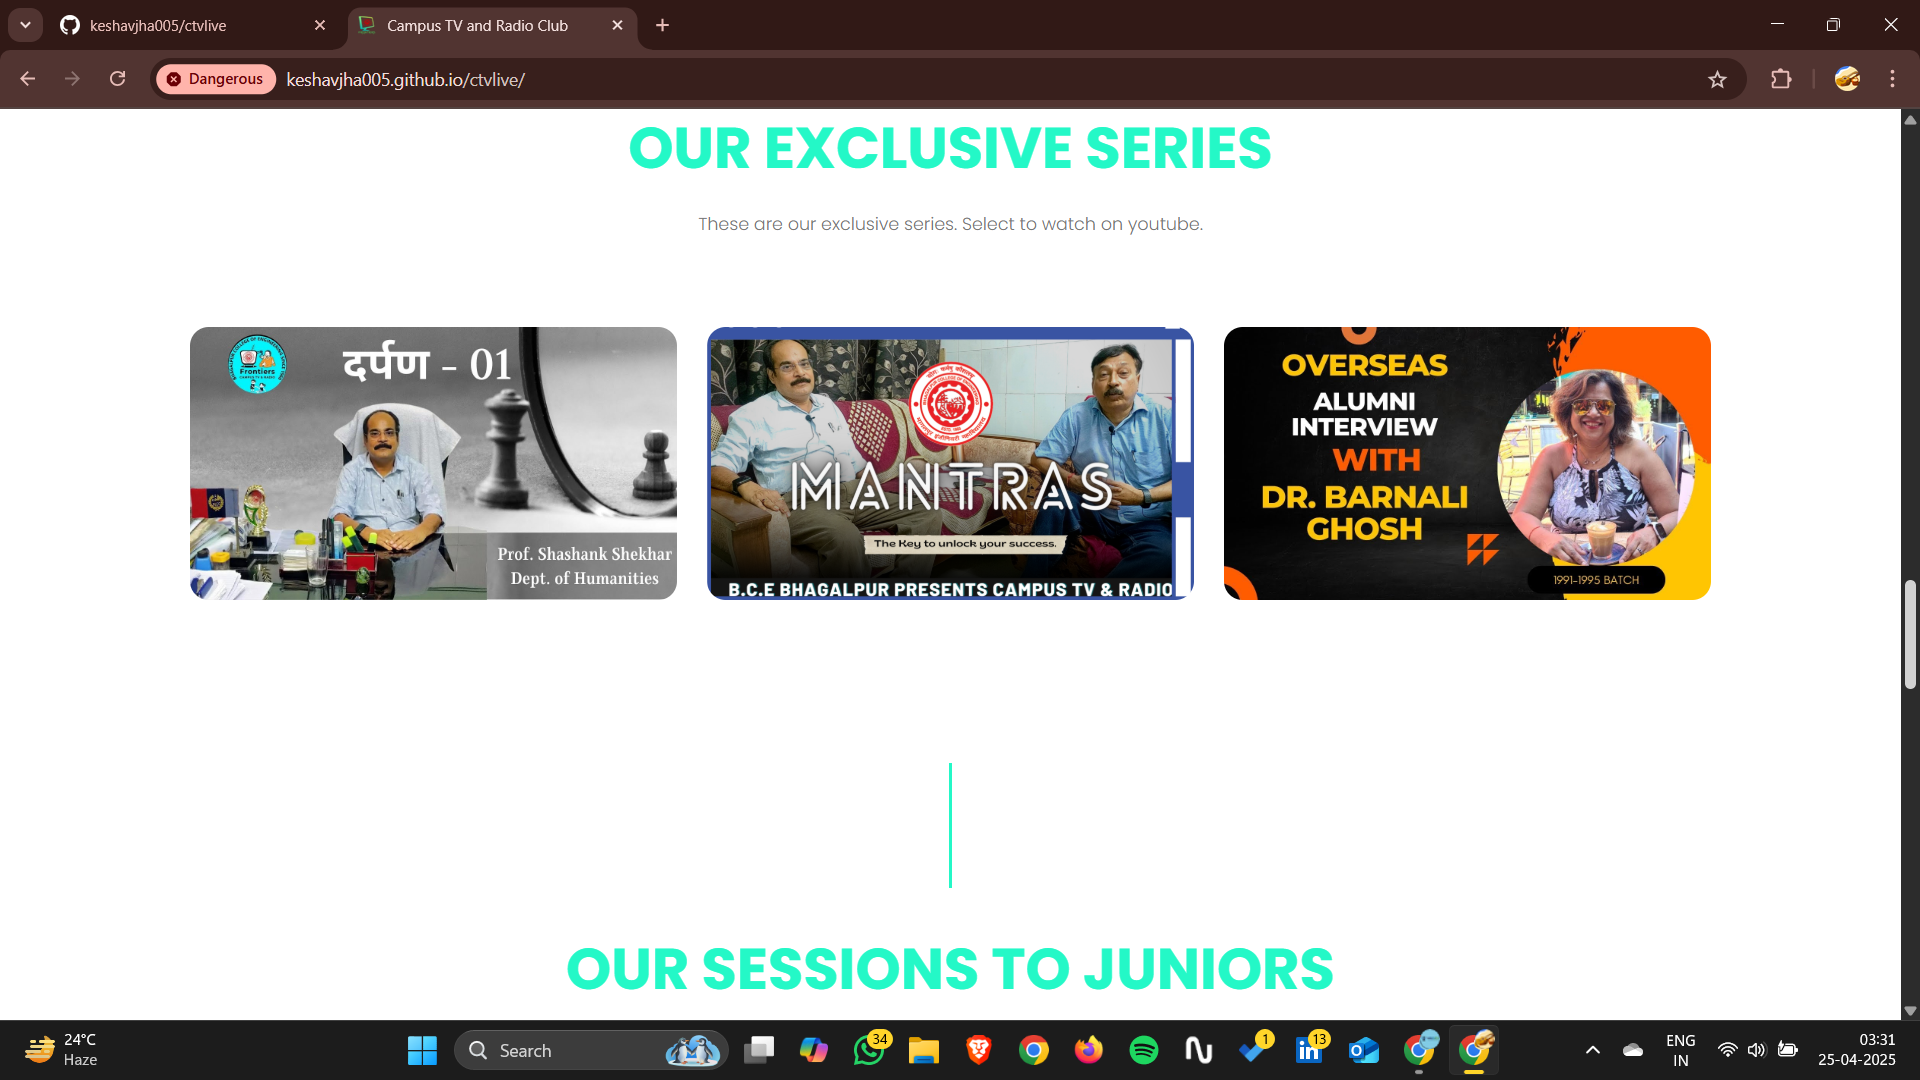 keshavjha005/ctvlive
Campus TV and Radio Club
Dangerous
keshavjha005.github.io/ctvlive/
OUR EXCLUSIVE SERIES
These are our exclusive series. Select to watch on youtube.
Frontiers
दर्पण - 01
Prof. Shashank Shekhar
Dept. of Humanities
MANTRAS
The Key to unlock your success.
B.C.E BHAGALPUR PRESENTS CAMPUS TV & RADIO
OVERSEAS
ALUMNI
INTERVIEW
WITH
DR. BARNALI
GHOSH
1991-1995 BATCH
OUR SESSIONS TO JUNIORS
24°C
Haze
Search
34
1
13
ENG
IN
03:31
25-04-2025